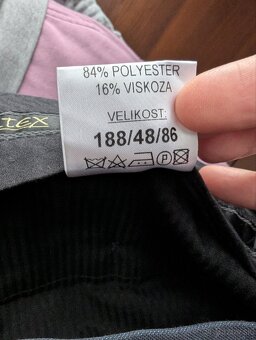 84% POLYESTER
16% VISKOZA
VELIKOST:
188/48/86
P